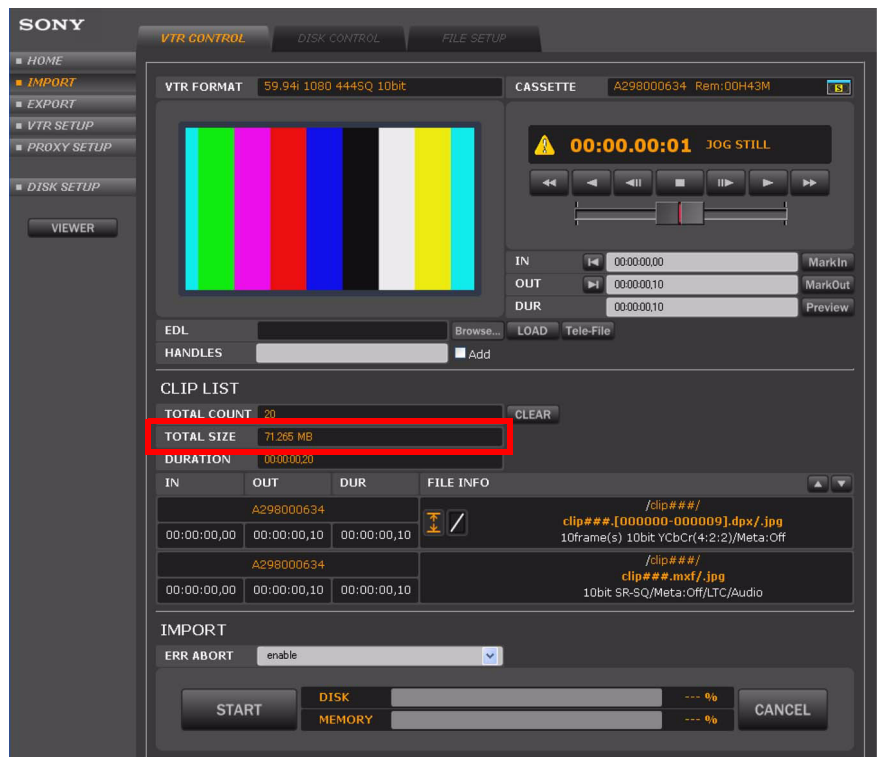 SONY
VTR CONTROL DISK CONTROL FILE SETUP
HOME
IMPORT
EXPORT
VTR SETUP
PROXY SETUP
DISK SETUP
VIEWER
VTR FORMAT 59.94i 1080 444SQ 10bit
CASSETTE A298000634 Rem:00H43M S
00:00.00:01 JOG STILL
IN 00:00:00,00 MarkIn
OUT 00:00:00,10 MarkOut
DUR 00:00:00,10 Preview
EDL Browse... LOAD Tele-File
HANDLES Add
CLIP LIST
TOTAL COUNT 20 CLEAR
TOTAL SIZE 71.265 MB
DURATION 00:00:00,20
IN OUT DUR FILE INFO
A298000634 /clip###/
clip###.[000000-000009].dpx/.jpg
00:00:00,00 00:00:00,10 00:00:00,10 10frame(s) 10bit YCbCr(4:2:2)/Meta:Off
A298000634 /clip###/
clip###.mxf/.jpg
00:00:00,00 00:00:00,10 00:00:00,10 10bit SR-SQ/Meta:Off/LTC/Audio
IMPORT
ERR ABORT enable
START DISK --- % CANCEL
MEMORY --- %